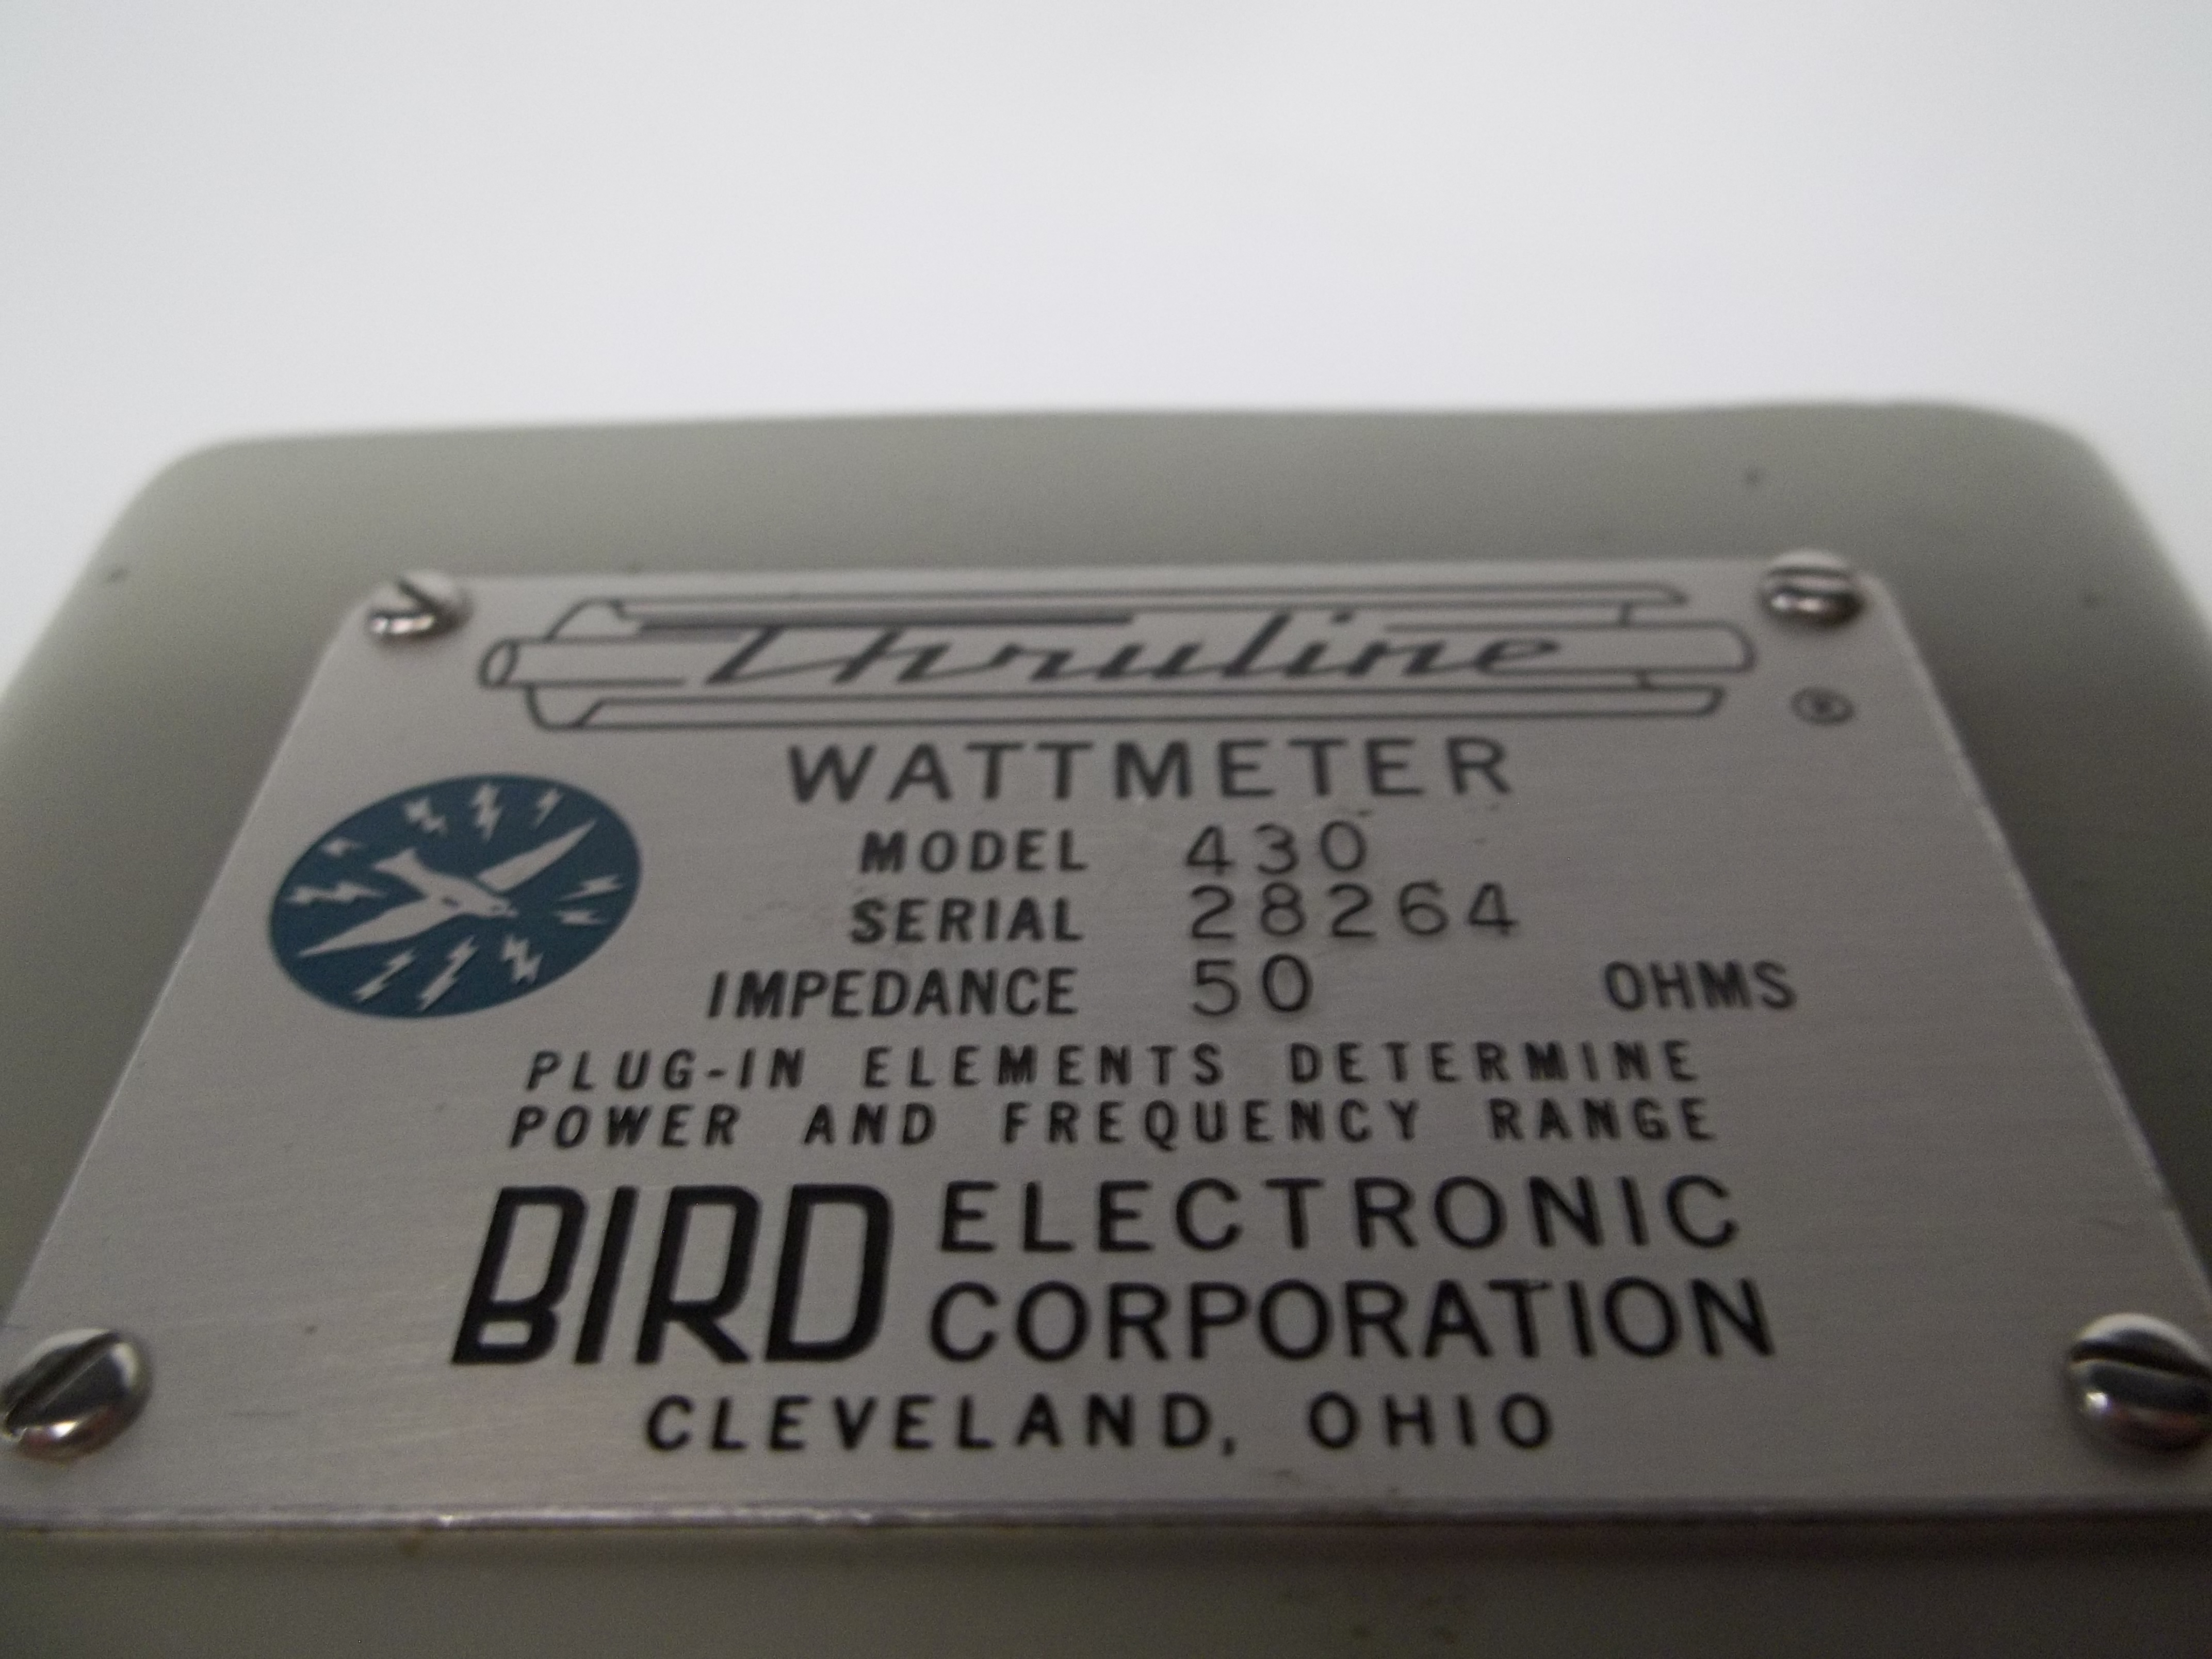 Thruline ®
WATTMETER
MODEL 430
SERIAL 28264
IMPEDANCE 50 OHMS
PLUG-IN ELEMENTS DETERMINE
POWER AND FREQUENCY RANGE
BIRD ELECTRONIC
CORPORATION
CLEVELAND, OHIO